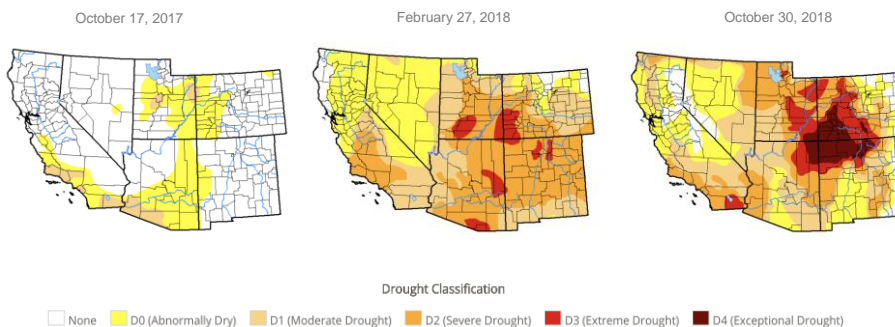 October 17, 2017
February 27, 2018
October 30, 2018
Drought Classification
None
D0 (Abnormally Dry)
D1 (Moderate Drought)
D2 (Severe Drought)
D3 (Extreme Drought)
D4 (Exceptional Drought)